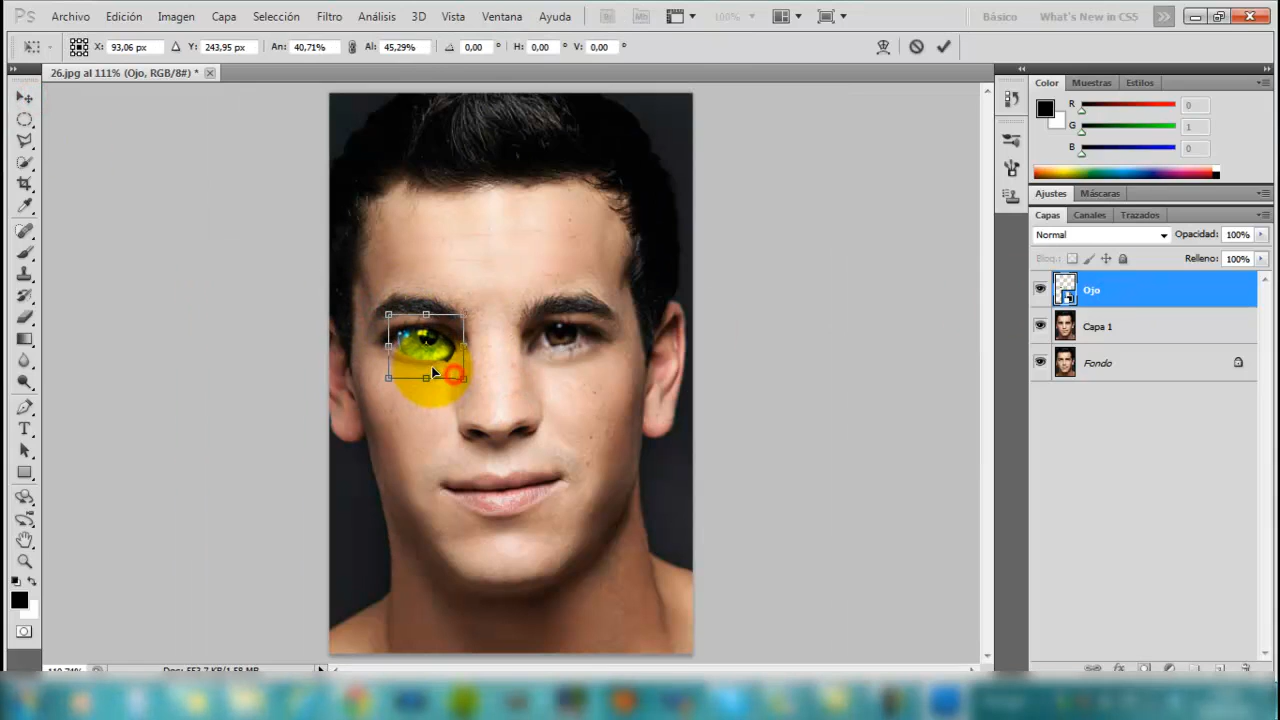 Ps Archivo Edición Imagen Capa Selección Filtro Análisis 3D Vista Ventana Ayuda Br Mb 100% Básico What's New in CS5
X: 93,06 px Y: 243,95 px An: 40,71% Al: 45,29% 0,00 ° H: 0,00 ° V: 0,00 °
26.jpg al 111% (Ojo, RGB/8#) *
Color Muestras Estilos
R 0
G 1
B 0
Ajustes Máscaras
Capas Canales Trazados
Normal Opacidad: 100%
Bloq.: Relleno: 100%
Ojo
Capa 1
Fondo
T